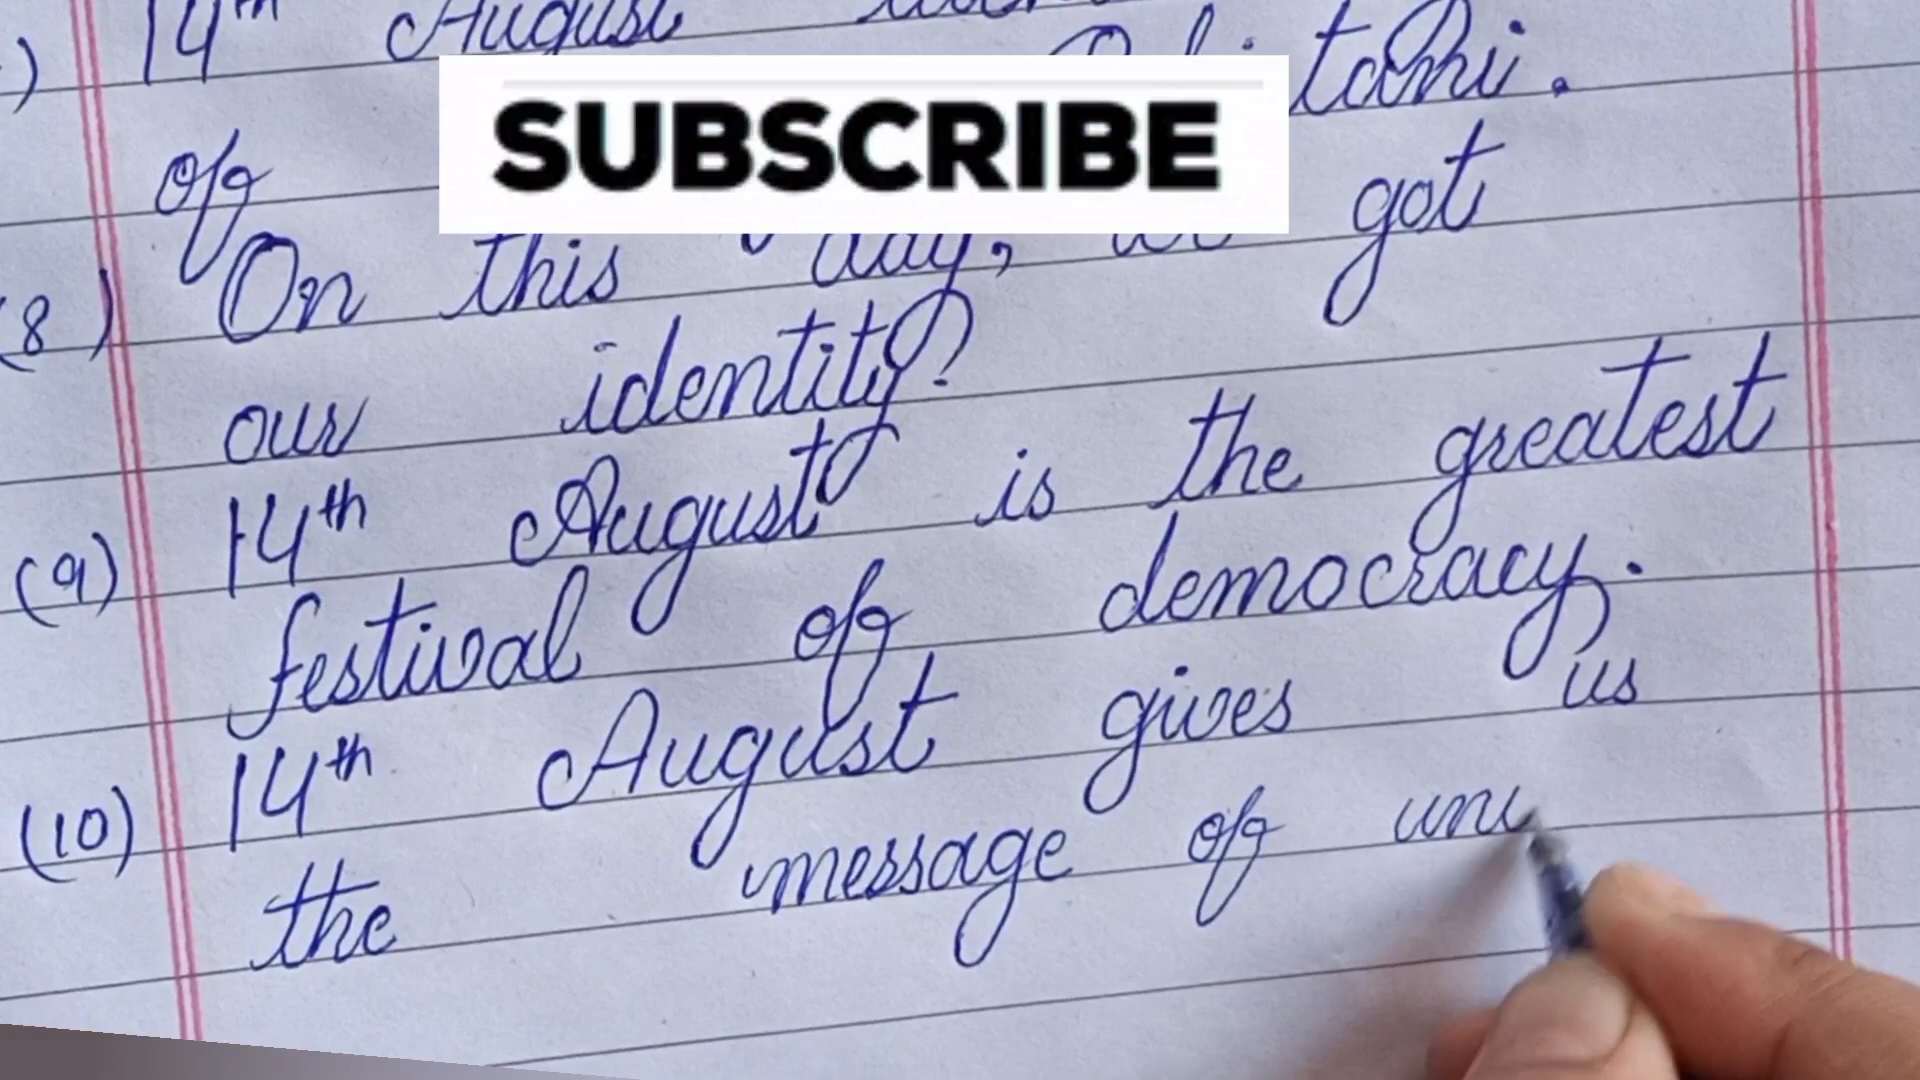 14th August
SUBSCRIBE
of got
(8) On this day, we
our identity?
(9) 14th August is the greatest
festival of democracy.
(10) 14th August gives us
the message of uni